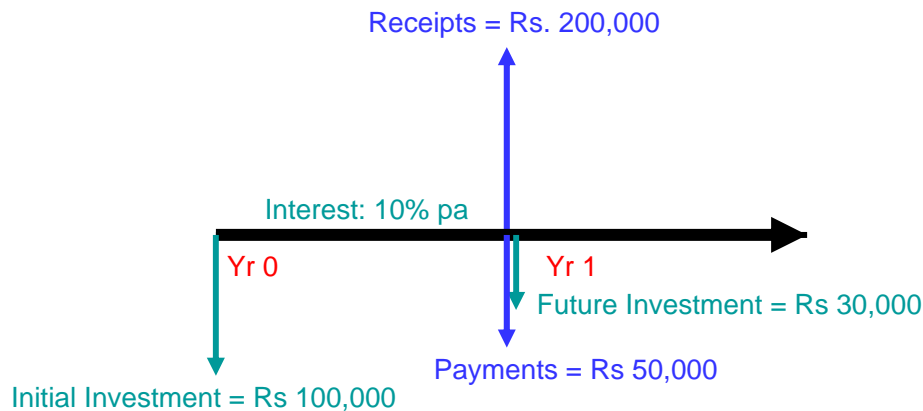 Receipts = Rs. 200,000
Interest: 10% pa
Yr 0
Yr 1
Future Investment = Rs 30,000
Payments = Rs 50,000
Initial Investment = Rs 100,000